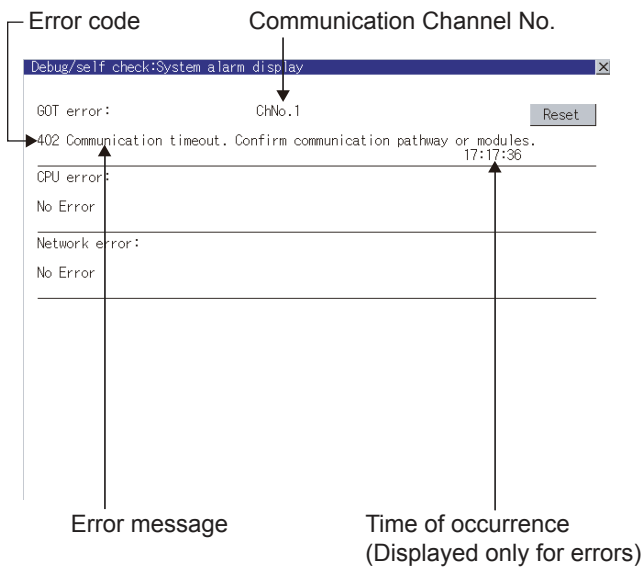 Error code
Communication Channel No.
Debug/self check:System alarm display
GOT error: ChNo.1
Reset
402 Communication timeout. Confirm communication pathway or modules.
17:17:36
CPU error:
No Error
Network error:
No Error
Error message
Time of occurrence
(Displayed only for errors)